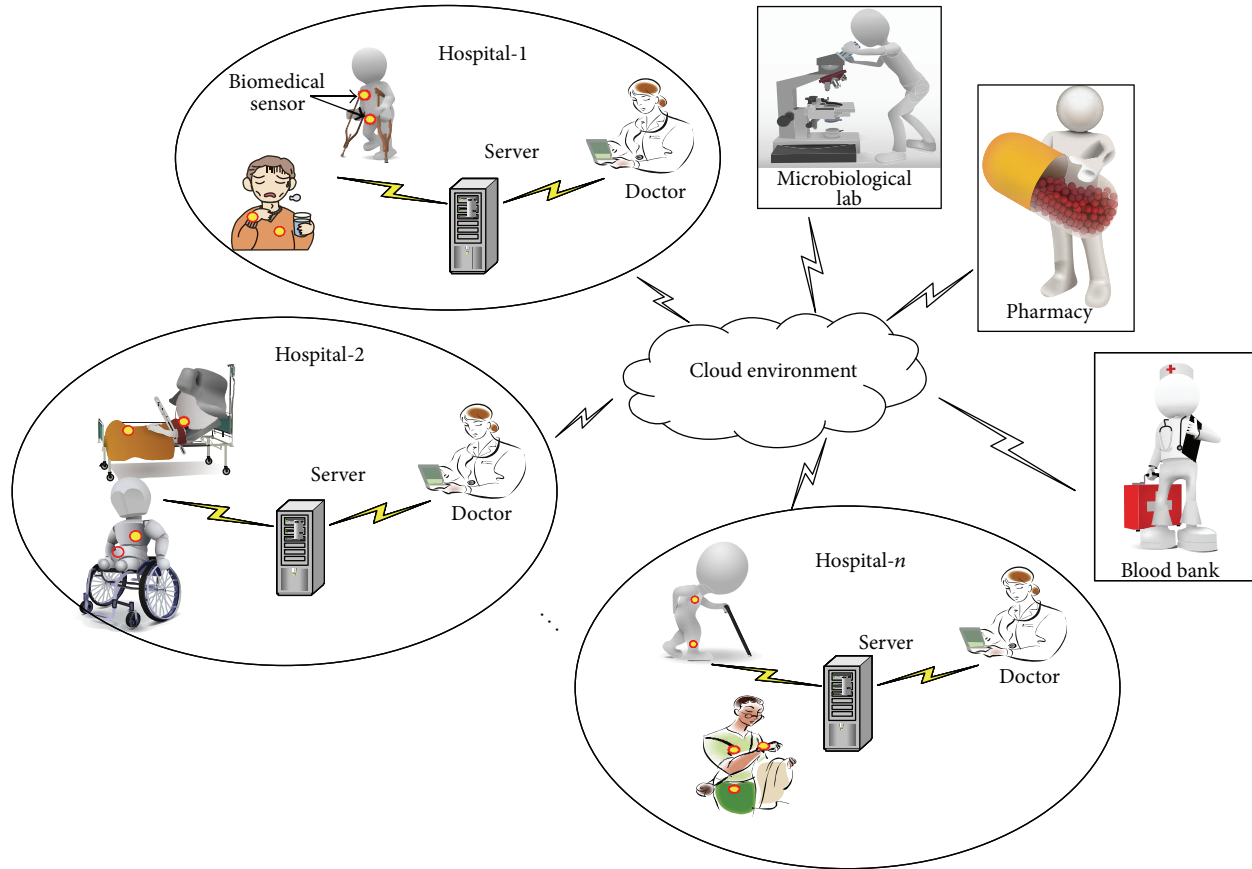 Hospital-1
Biomedical
sensor
Server
Doctor
Microbiological
lab
Pharmacy
Cloud environment
Hospital-2
Server
Doctor
Blood bank
Hospital-n
Server
Doctor
...